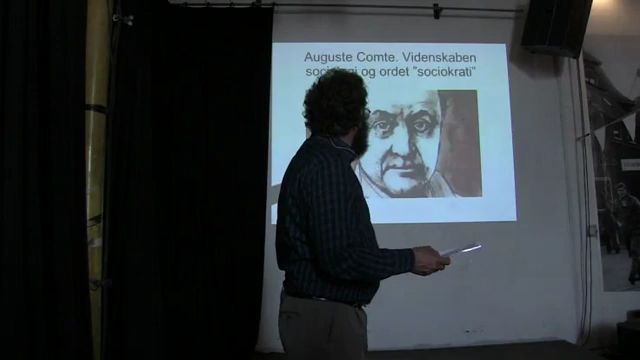 Auguste Comte. Videnskaben
og ordet "sociokrati"